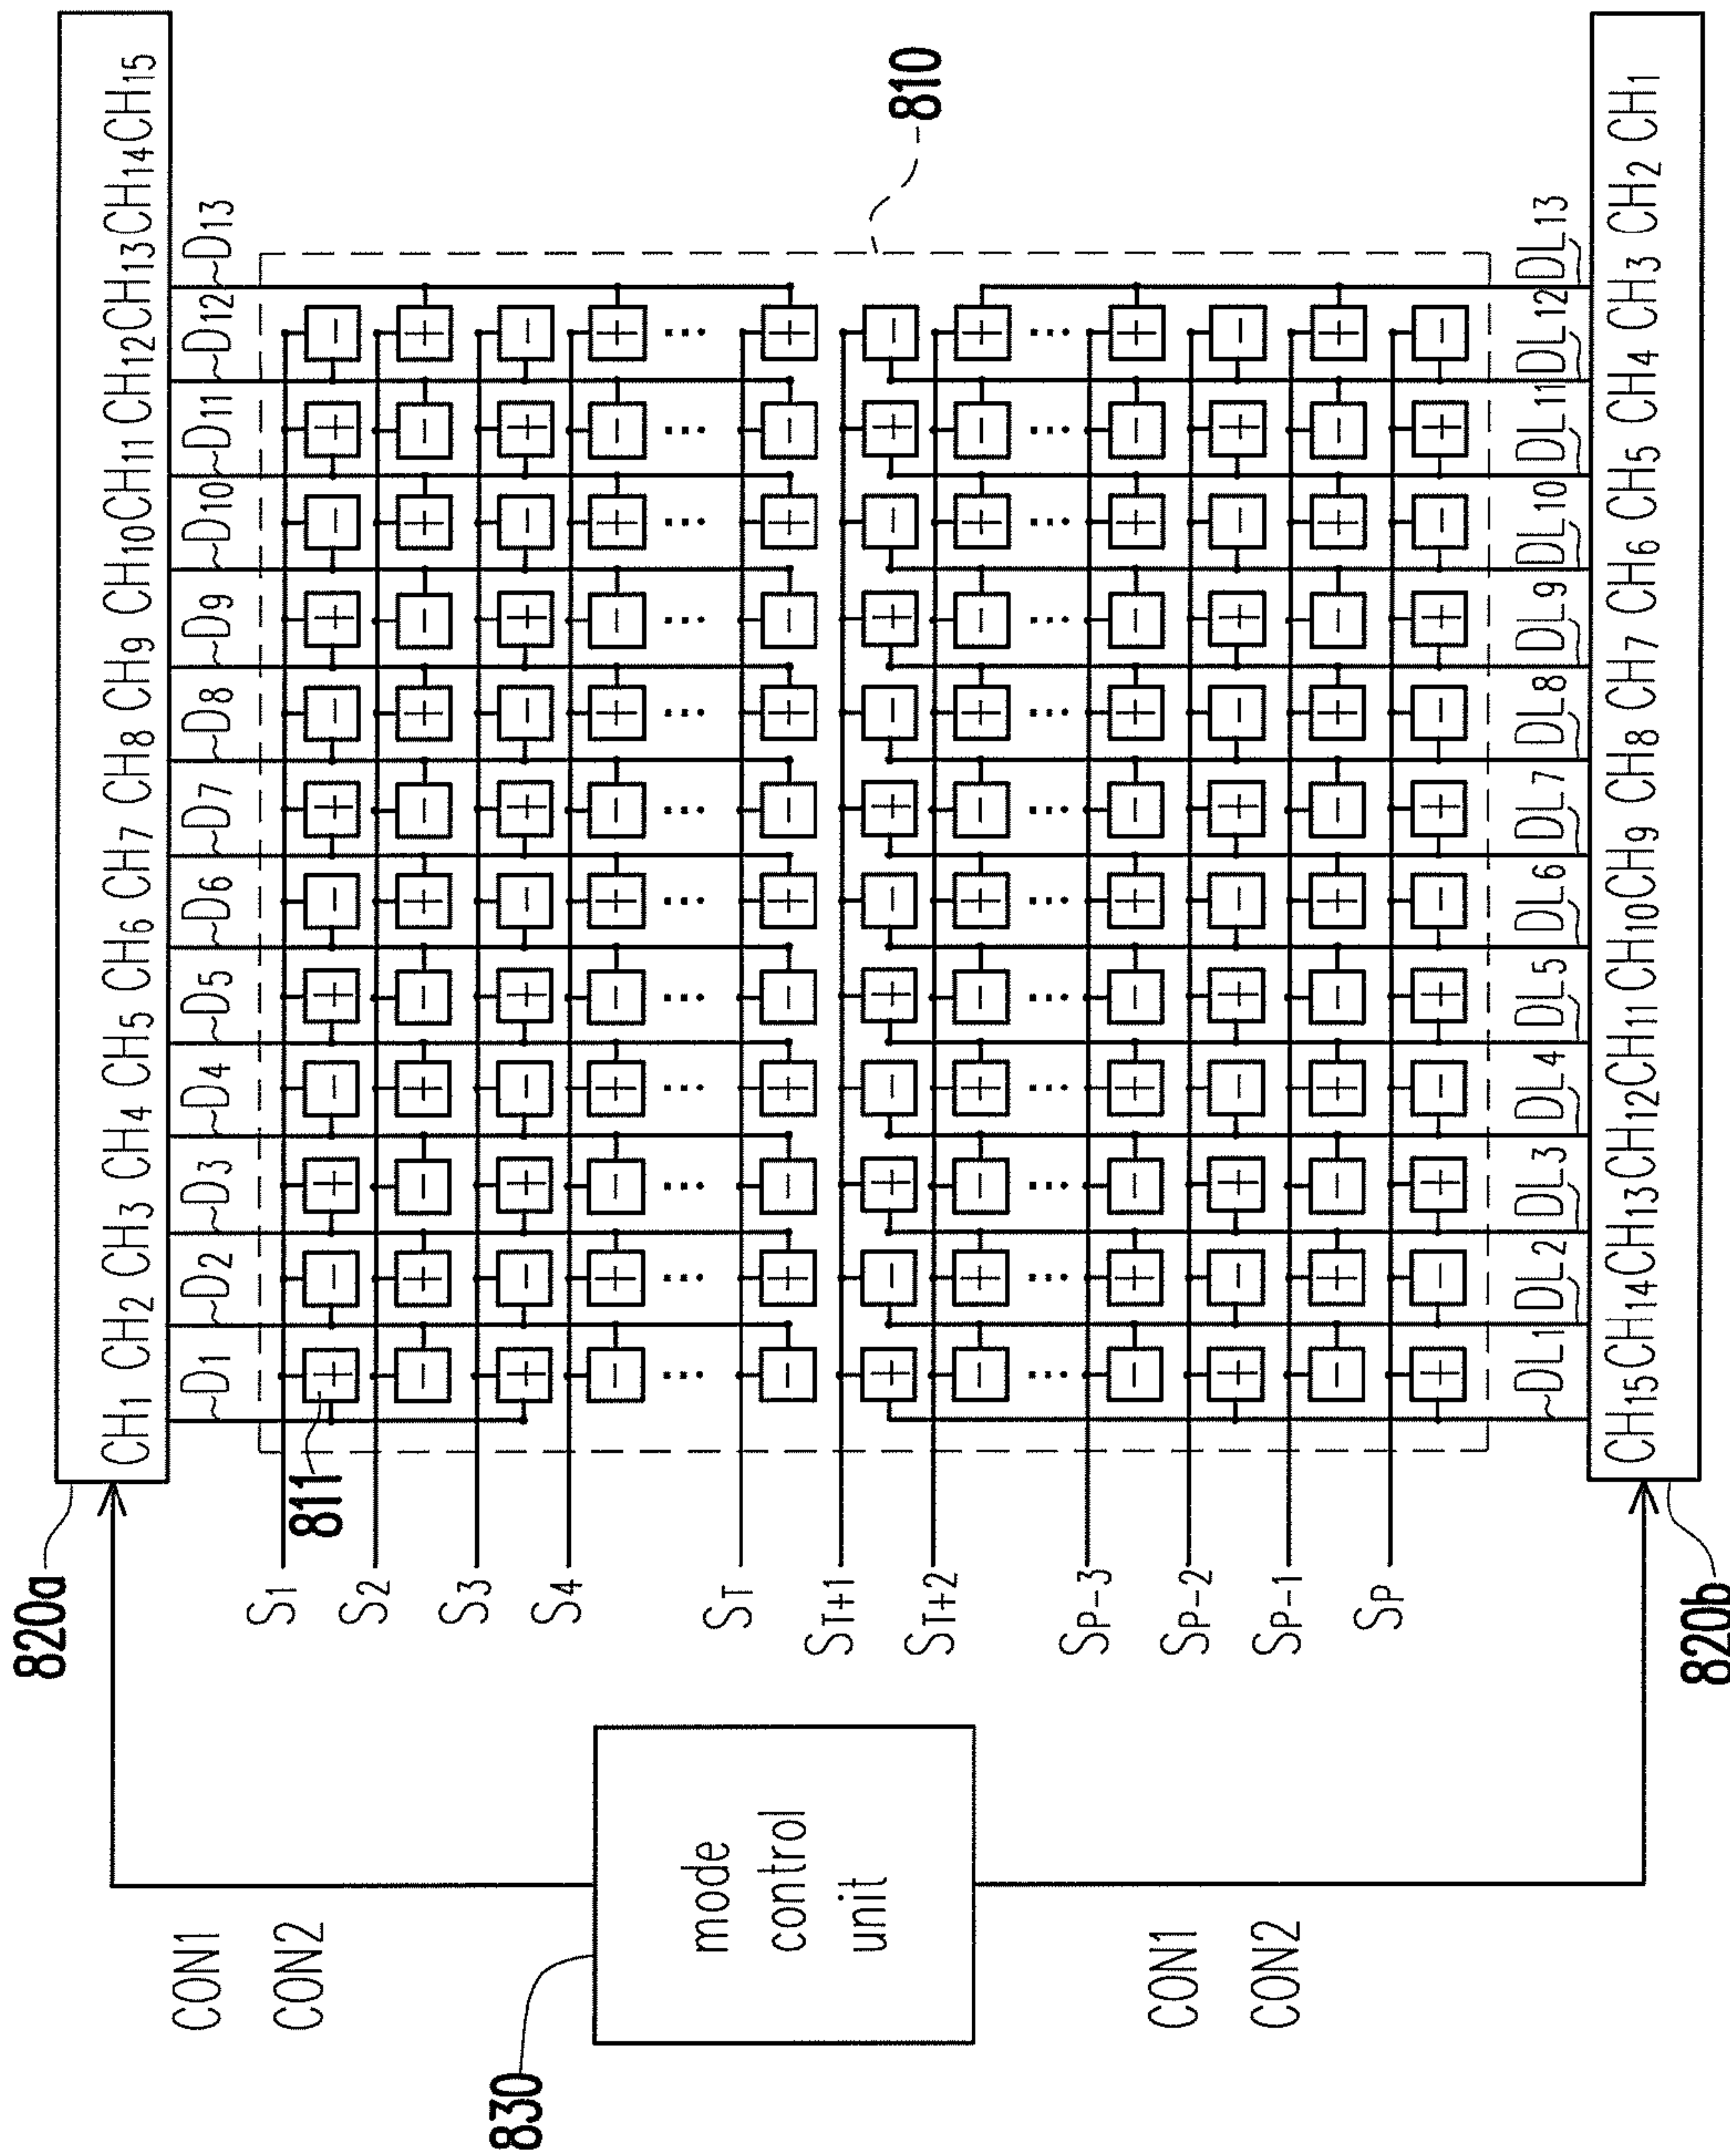 820a
CH1 CH2 CH3 CH4 CH5 CH6 CH7 CH8 CH9 CH10 CH11 CH12 CH13 CH14 CH15
D1 D2 D3 D4 D5 D6 D7 D8 D9 D10 D11 D12 D13
810
811
S1
+ - + - + - + - + - + -
S2
- + - + - + - + - + - +
S3
+ - + - + - + - + - + -
S4
- + - + - + - + - + - +
... ... ... ... ... ... ... ... ... ... ... ...
ST
- + - + - + - + - + - +
ST+1
+ - + - + - + - + - + -
ST+2
- + - + - + - + - + - +
... ... ... ... ... ... ... ... ... ... ... ...
SP-3
- + - + - + - + - + - +
SP-2
+ - + - + - + - + - + -
SP-1
- + - + - + - + - + - +
SP
+ - + - + - + - + - + -
DL1 DL2 DL3 DL4 DL5 DL6 DL7 DL8 DL9 DL10 DL11 DL12 DL13
CH15 CH14 CH13 CH12 CH11 CH10 CH9 CH8 CH7 CH6 CH5 CH4 CH3 CH2 CH1
820b
CON1
CON2
830
mode
control
unit
CON1
CON2